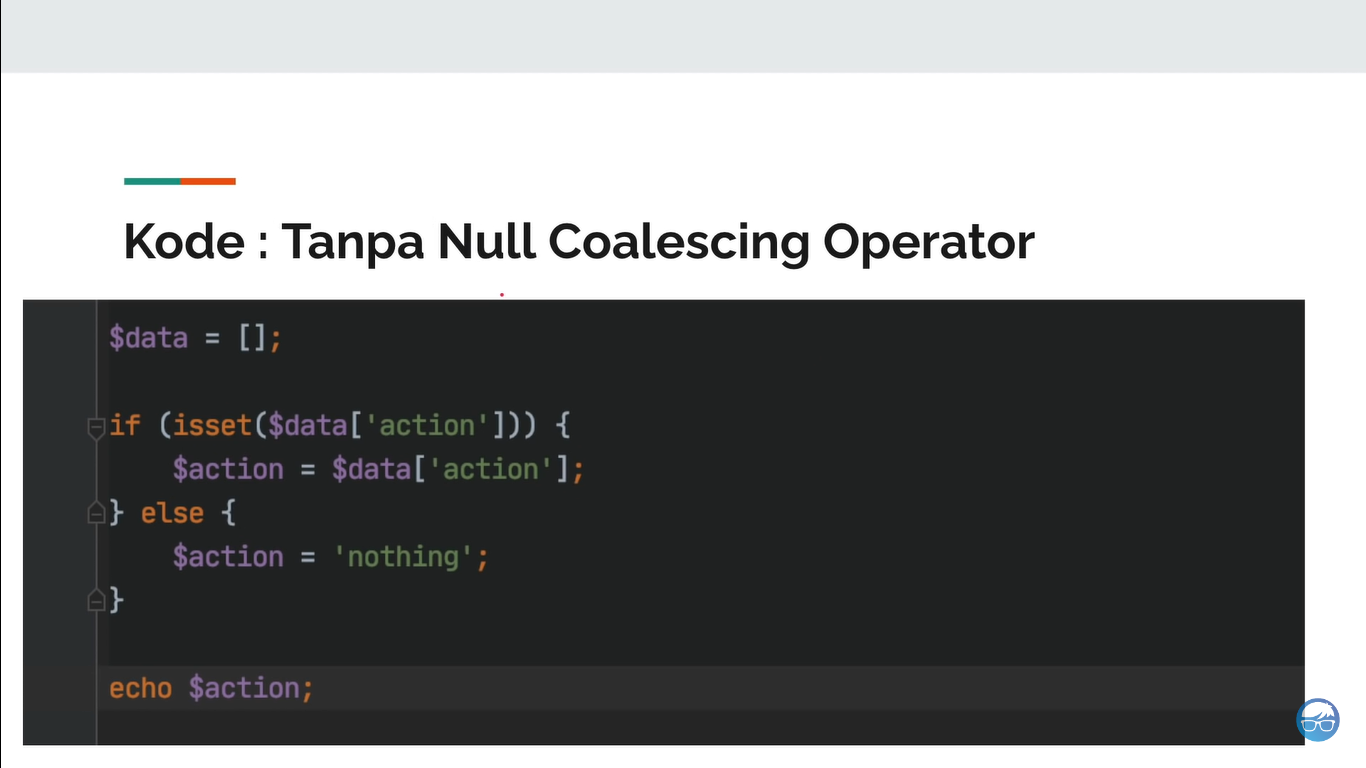 Kode : Tanpa Null Coalescing Operator
$data = [];
if (isset($data['action'])) {
    $action = $data['action'];
} else {
    $action = 'nothing';
}
echo $action;